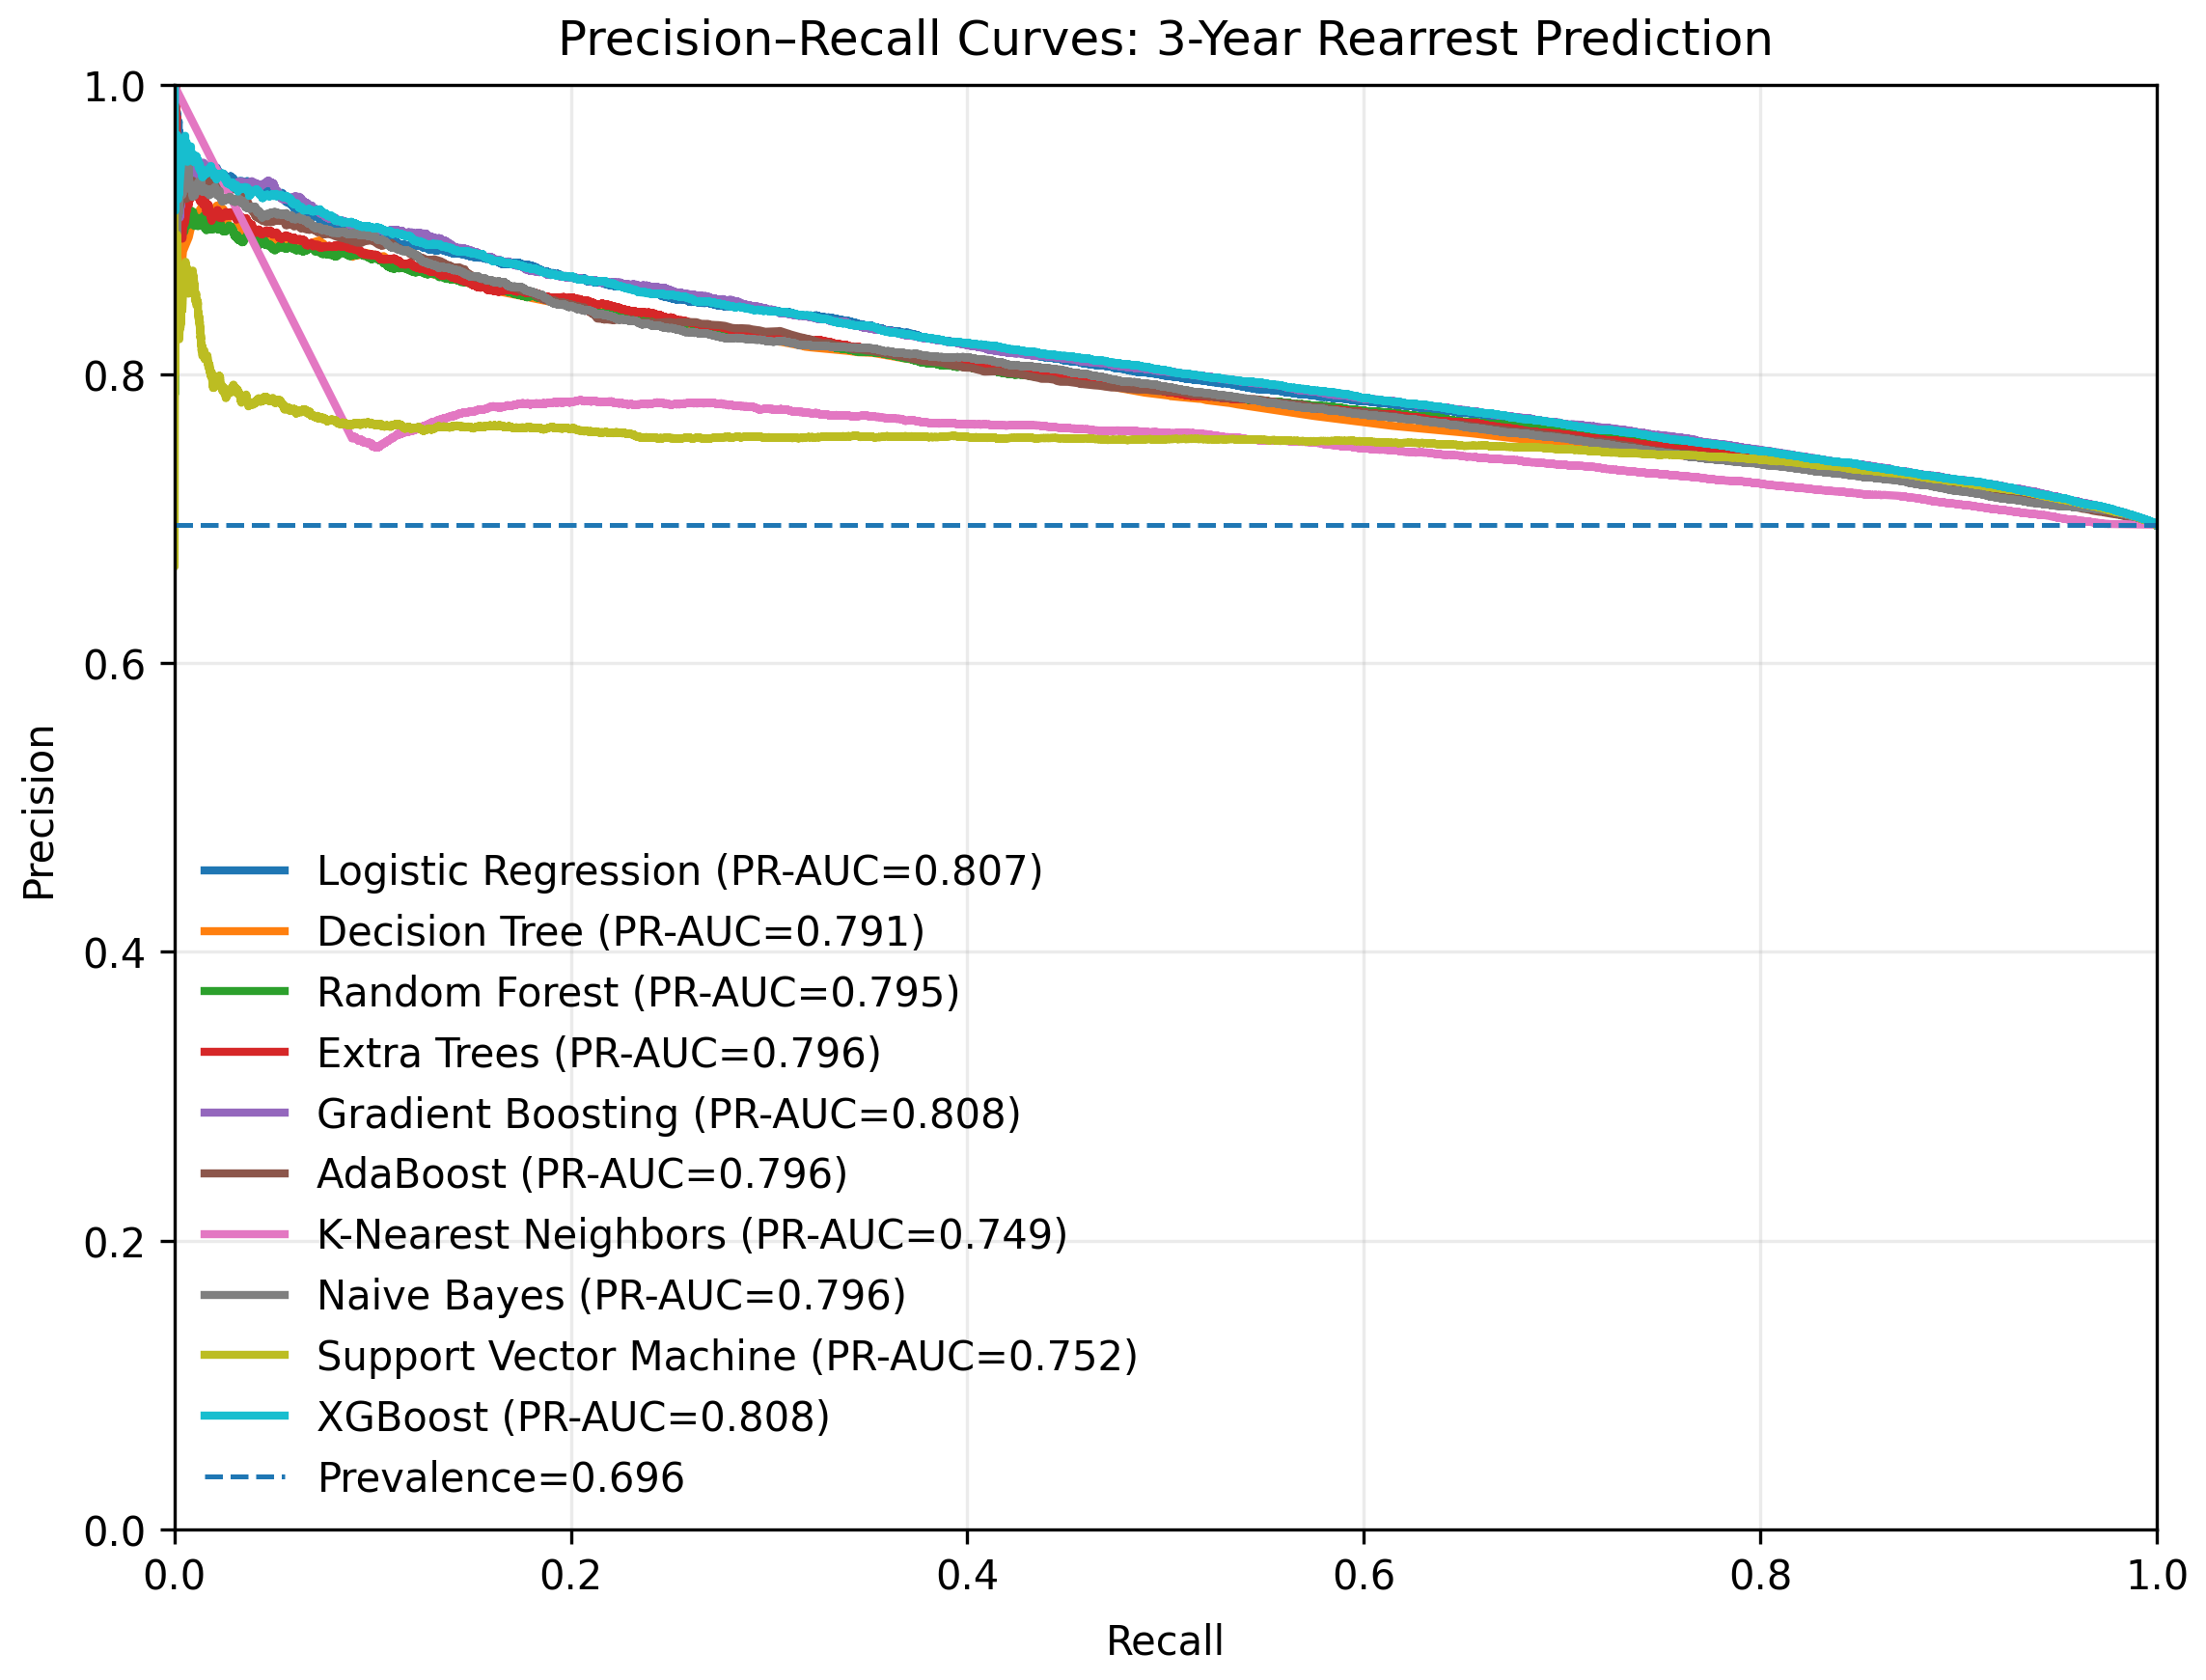 Precision–Recall Curves: 3-Year Rearrest Prediction
1.0
0.8
0.6
0.4
0.2
0.0
Precision
Logistic Regression (PR-AUC=0.807)
Decision Tree (PR-AUC=0.791)
Random Forest (PR-AUC=0.795)
Extra Trees (PR-AUC=0.796)
Gradient Boosting (PR-AUC=0.808)
AdaBoost (PR-AUC=0.796)
K-Nearest Neighbors (PR-AUC=0.749)
Naive Bayes (PR-AUC=0.796)
Support Vector Machine (PR-AUC=0.752)
XGBoost (PR-AUC=0.808)
Prevalence=0.696
0.0 0.2 0.4 0.6 0.8 1.0
Recall